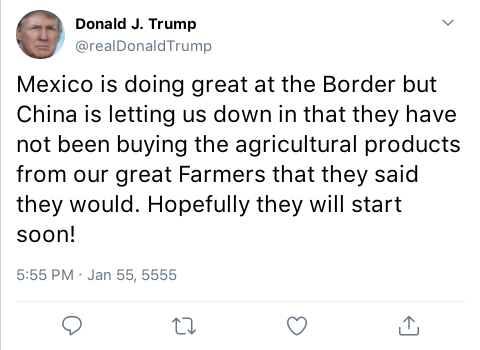 Donald J. Trump
@realDonaldTrump
Mexico is doing great at the Border but
China is letting us down in that they have
not been buying the agricultural products
from our great Farmers that they said
they would. Hopefully they will start
soon!
5:55 PM · Jan 55, 5555